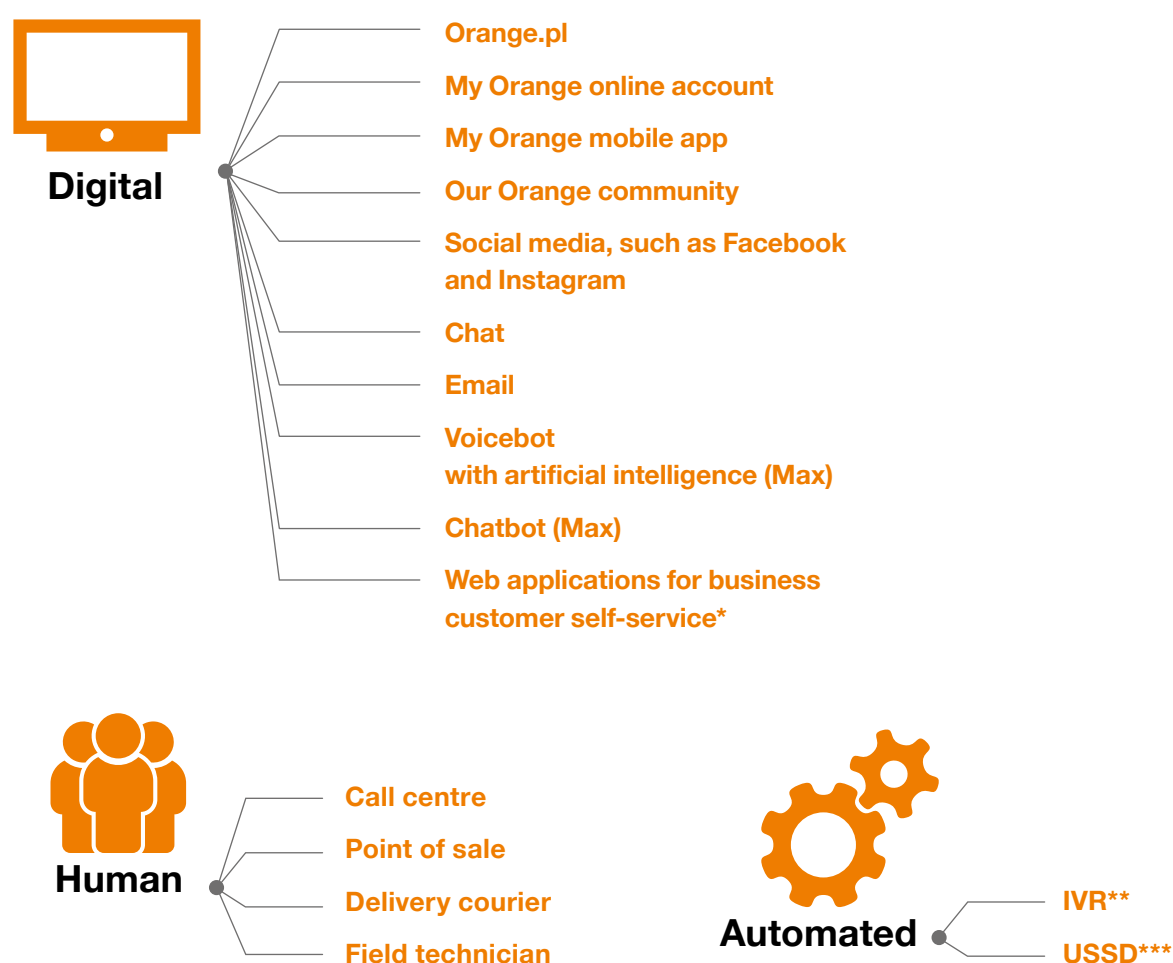 Digital
Orange.pl
My Orange online account
My Orange mobile app
Our Orange community
Social media, such as Facebook
and Instagram
Chat
Email
Voicebot
with artificial intelligence (Max)
Chatbot (Max)
Web applications for business
customer self-service*
Human
Call centre
Point of sale
Delivery courier
Field technician
Automated
IVR**
USSD***